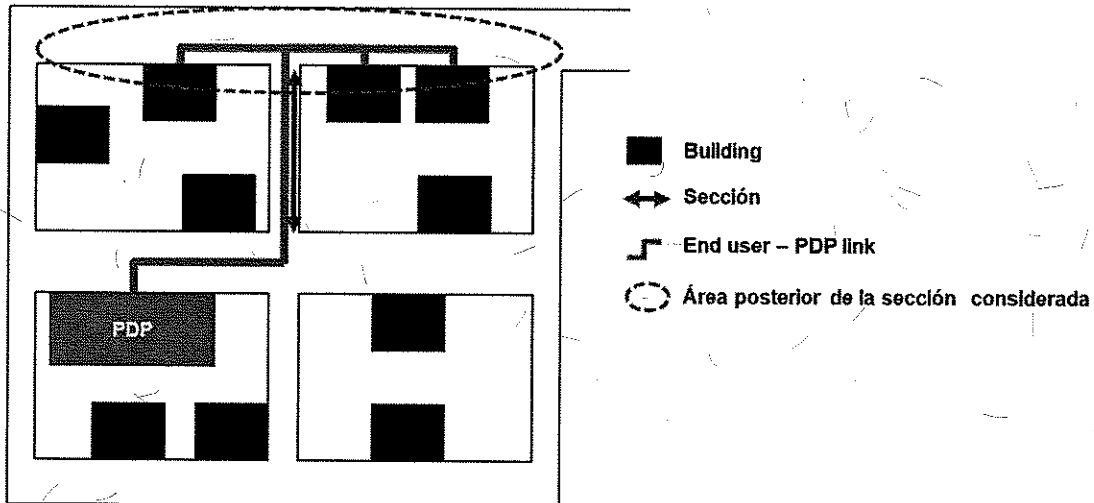 Building
Sección
End user – PDP link
Área posterior de la sección considerada
PDP